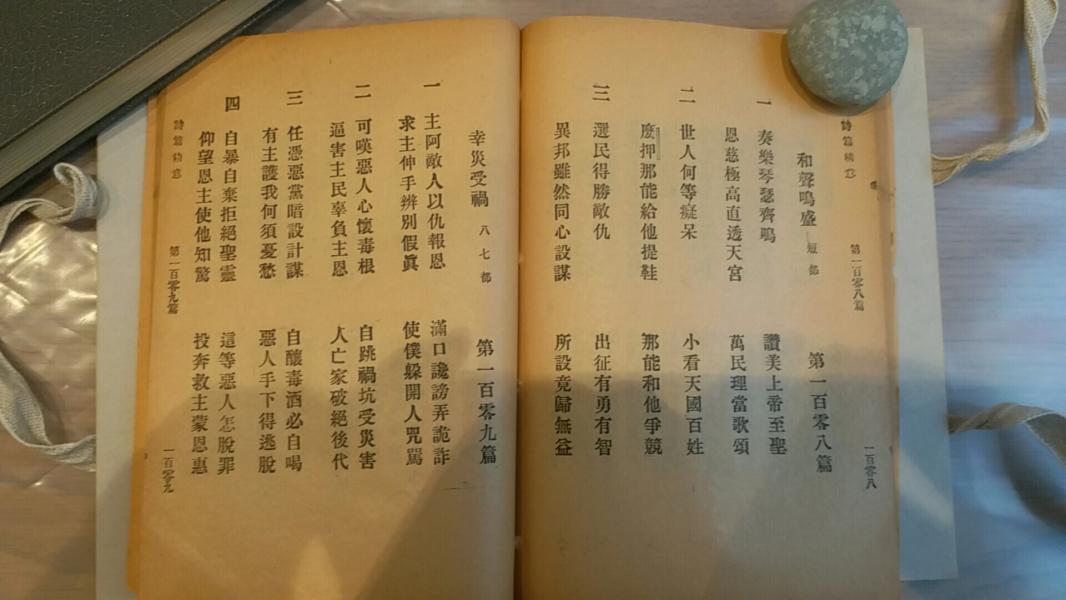 詩篇精意 第一百零八篇 一百零八
和聲鳴盛 短部 第一百零八篇
一 奏樂琴瑟齊鳴 讚美上帝至聖
恩慈極高直透天宮 萬民理當歌頌
二 世人何等癡呆 小看天國百姓
麽押那能給他提鞋 那能和他爭競
三 選民得勝敵仇 出征有勇有智
異邦雖然同心設謀 所設竟歸無益
幸災受禍 八七部 第一百零九篇
一 主阿敵人以仇報恩 滿口讒謗弄詭詐
求主伸手辨別假眞 使僕躲開人咒駡
二 可嘆惡人心懷毒根 自跳禍坑受災害
逼害主民辜負主恩 人亡家破絕後代
三 任憑惡黨暗設計謀 自釀毒酒必自喝
有主護我何須憂愁 惡人手下得逃脫
四 自暴自棄拒絕聖靈 這等惡人怎脫罪
仰望恩主使他知驚 投奔救主蒙恩惠
詩篇精意 第一百零九篇 一百零九